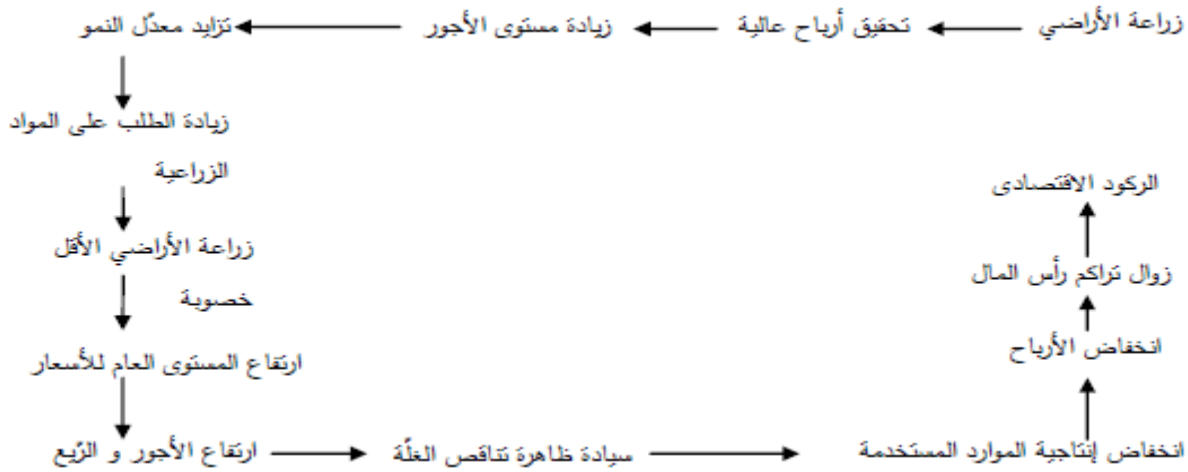 زراعة الأراضي
تحقيق أرباح عالية
زيادة مستوى الأجور
تزايد معدّل النمو
زيادة الطلب على المواد
الزراعية
زراعة الأراضي الأقل
خصوبة
ارتفاع المستوى العام للأسعار
ارتفاع الأجور و الرّيع
سيادة ظاهرة تناقص الغلّة
انخفاض إنتاجية الموارد المستخدمة
انخفاض الأرباح
زوال تراكم رأس المال
الركود الاقتصادى